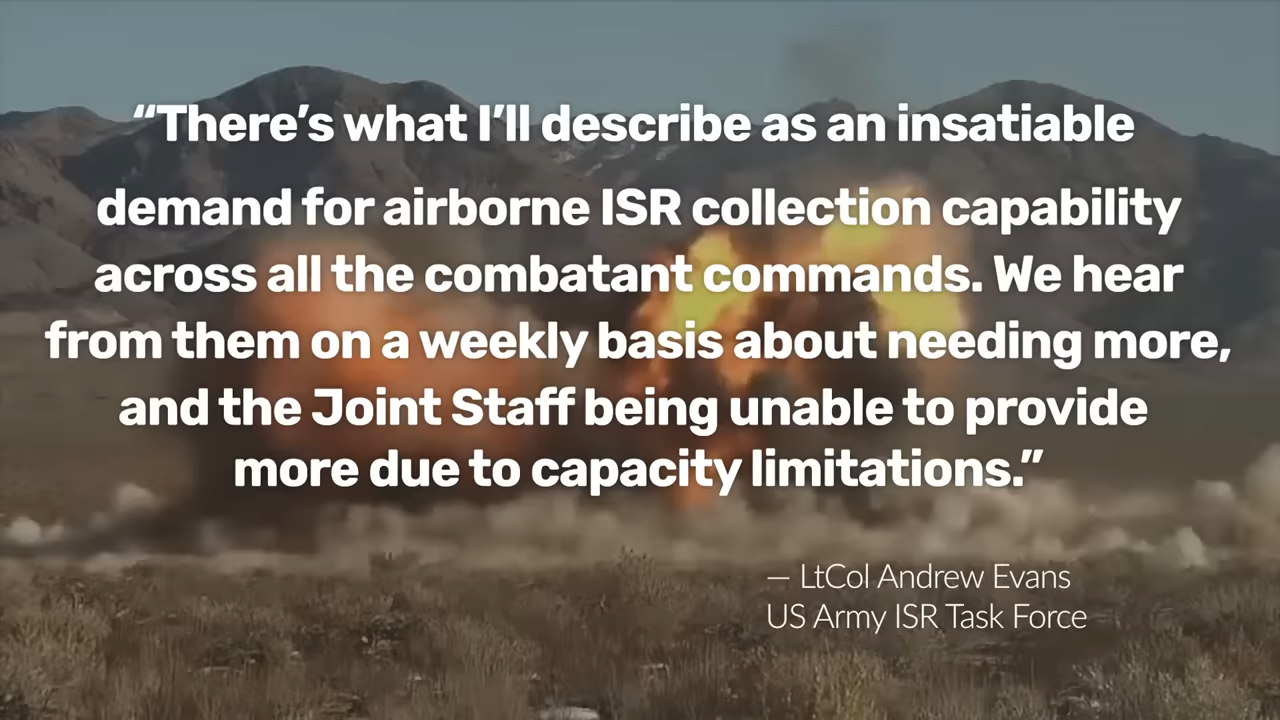 “There’s what I’ll describe as an insatiable
demand for airborne ISR collection capability
across all the combatant commands. We hear
from them on a weekly basis about needing more,
and the Joint Staff being unable to provide
more due to capacity limitations.”
— LtCol Andrew Evans
US Army ISR Task Force